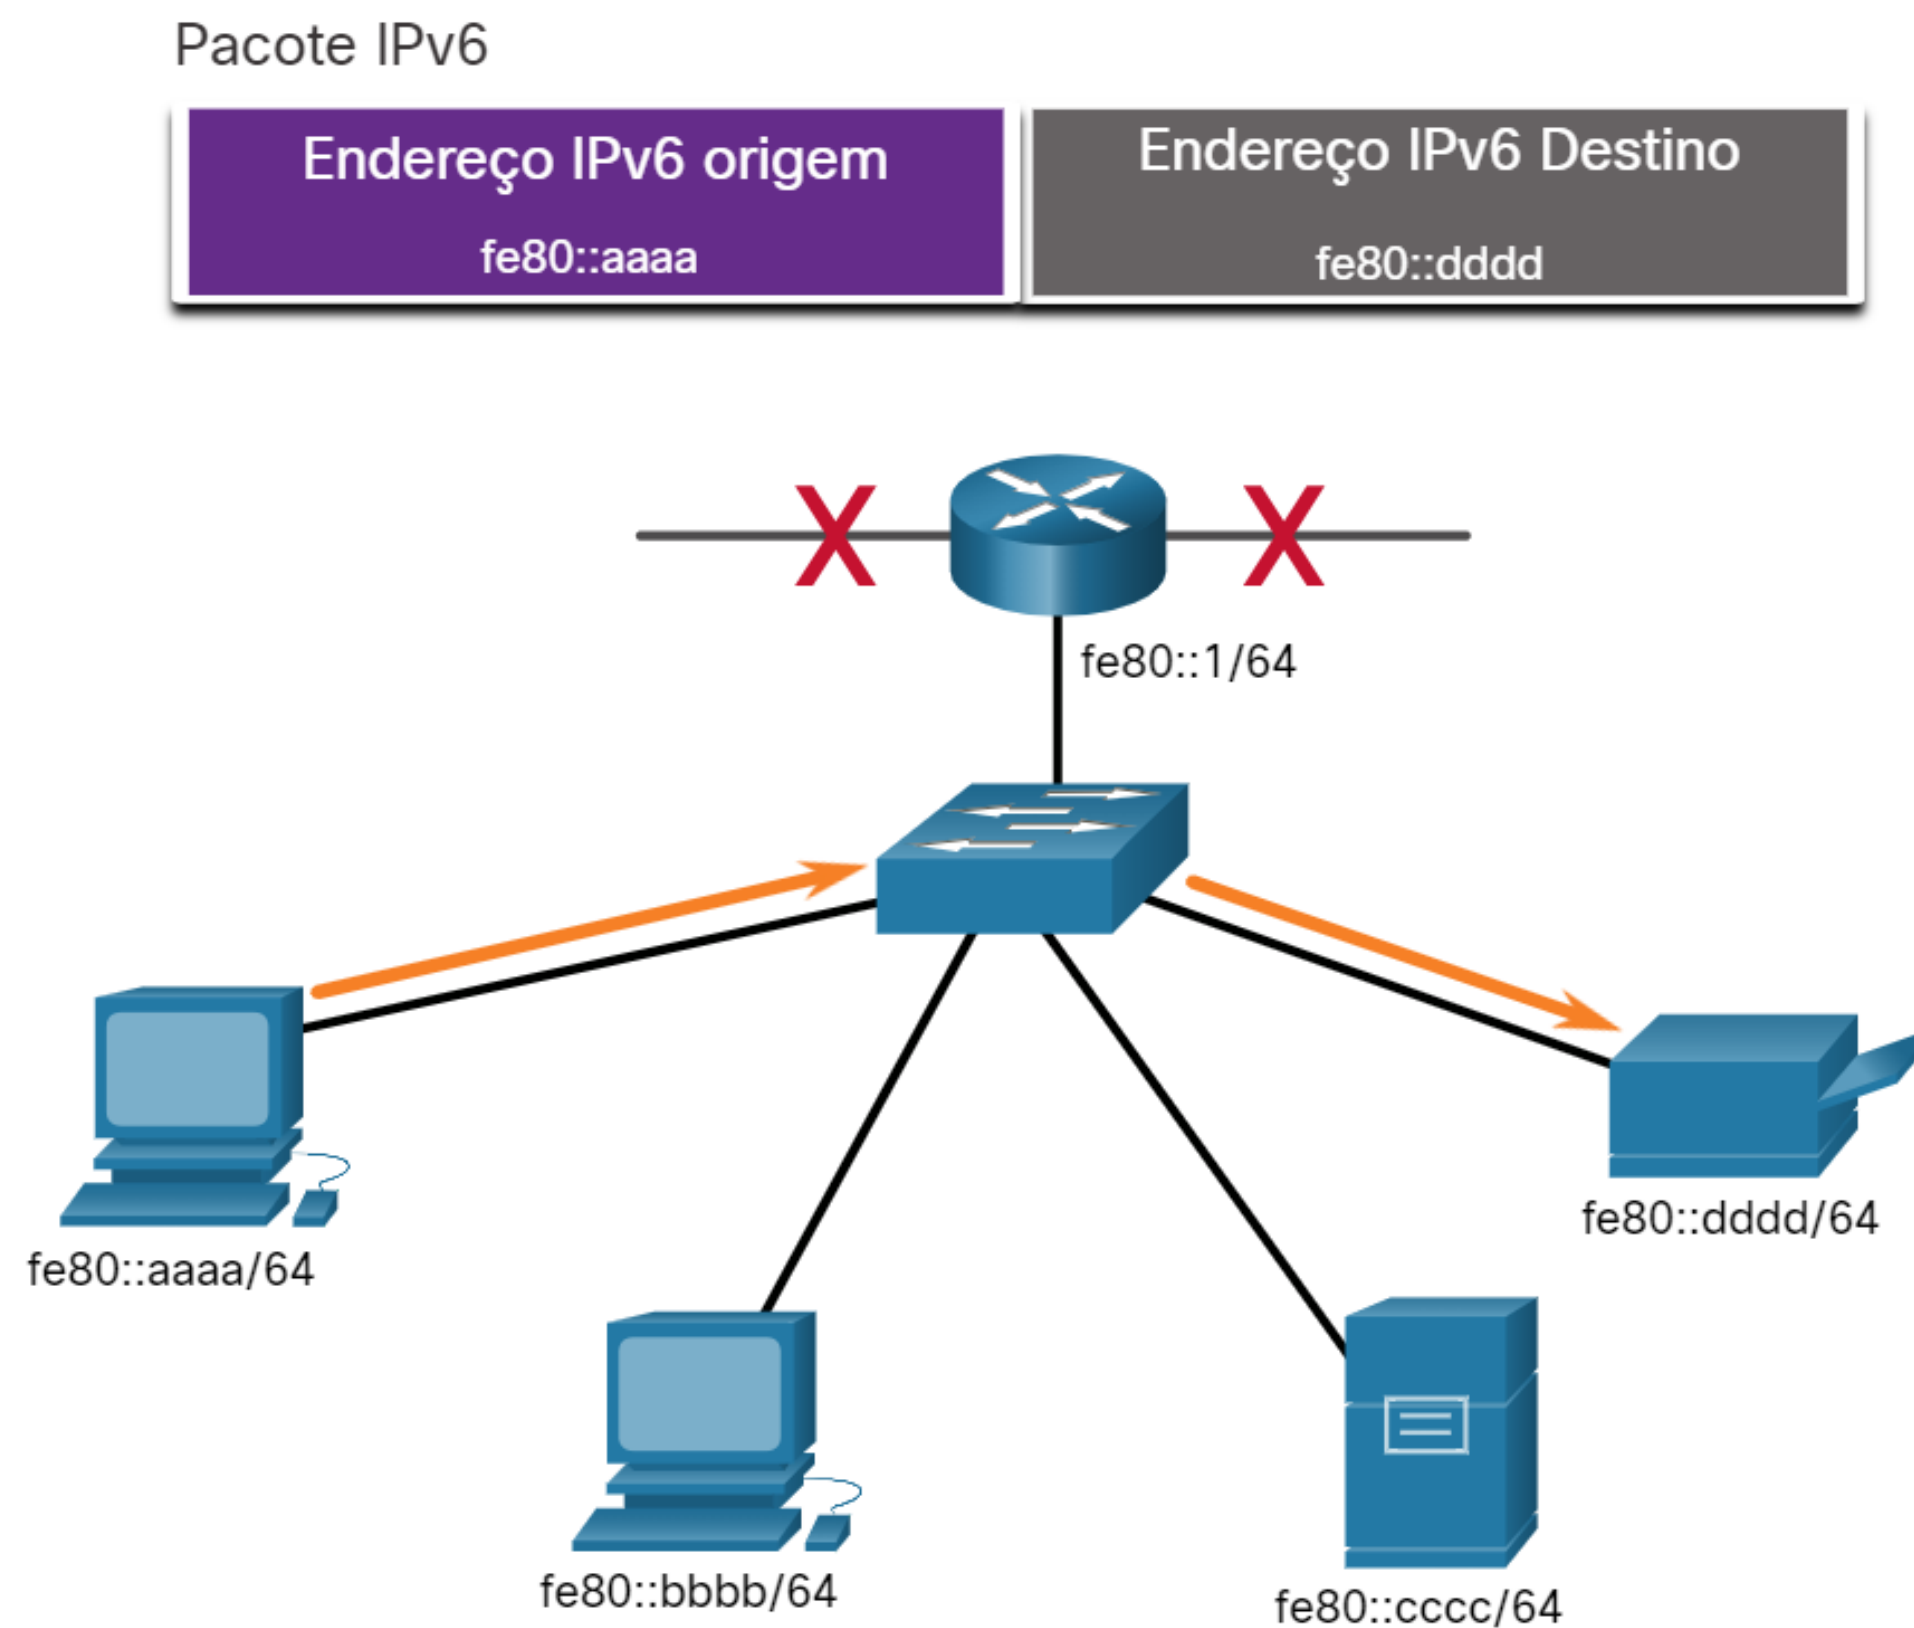 Pacote IPv6
Endereço IPv6 origem
fe80::aaaa
Endereço IPv6 Destino
fe80::dddd
X
X
fe80::1/64
fe80::aaaa/64
fe80::dddd/64
fe80::bbbb/64
fe80::cccc/64